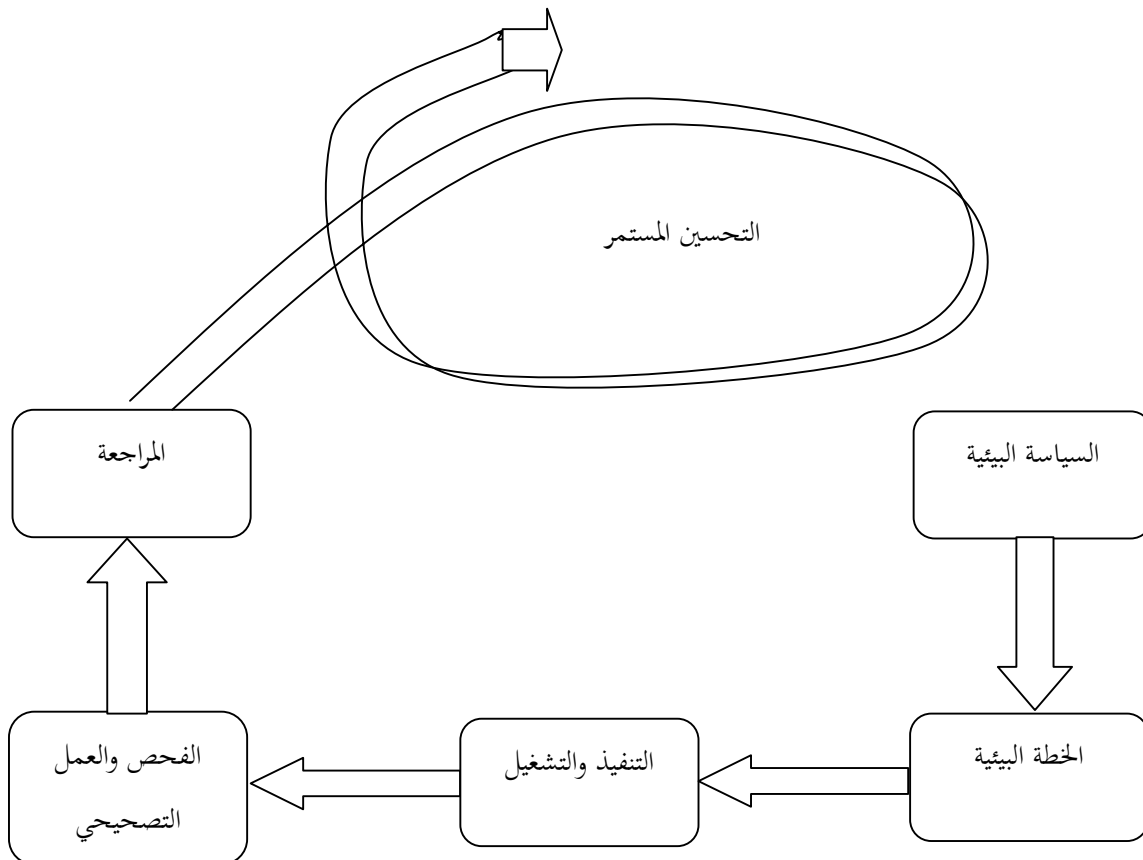 التحسين المستمر
السياسة البيئية
المراجعة
الخطة البيئية
التنفيذ والتشغيل
الفحص والعمل
التصحيحي